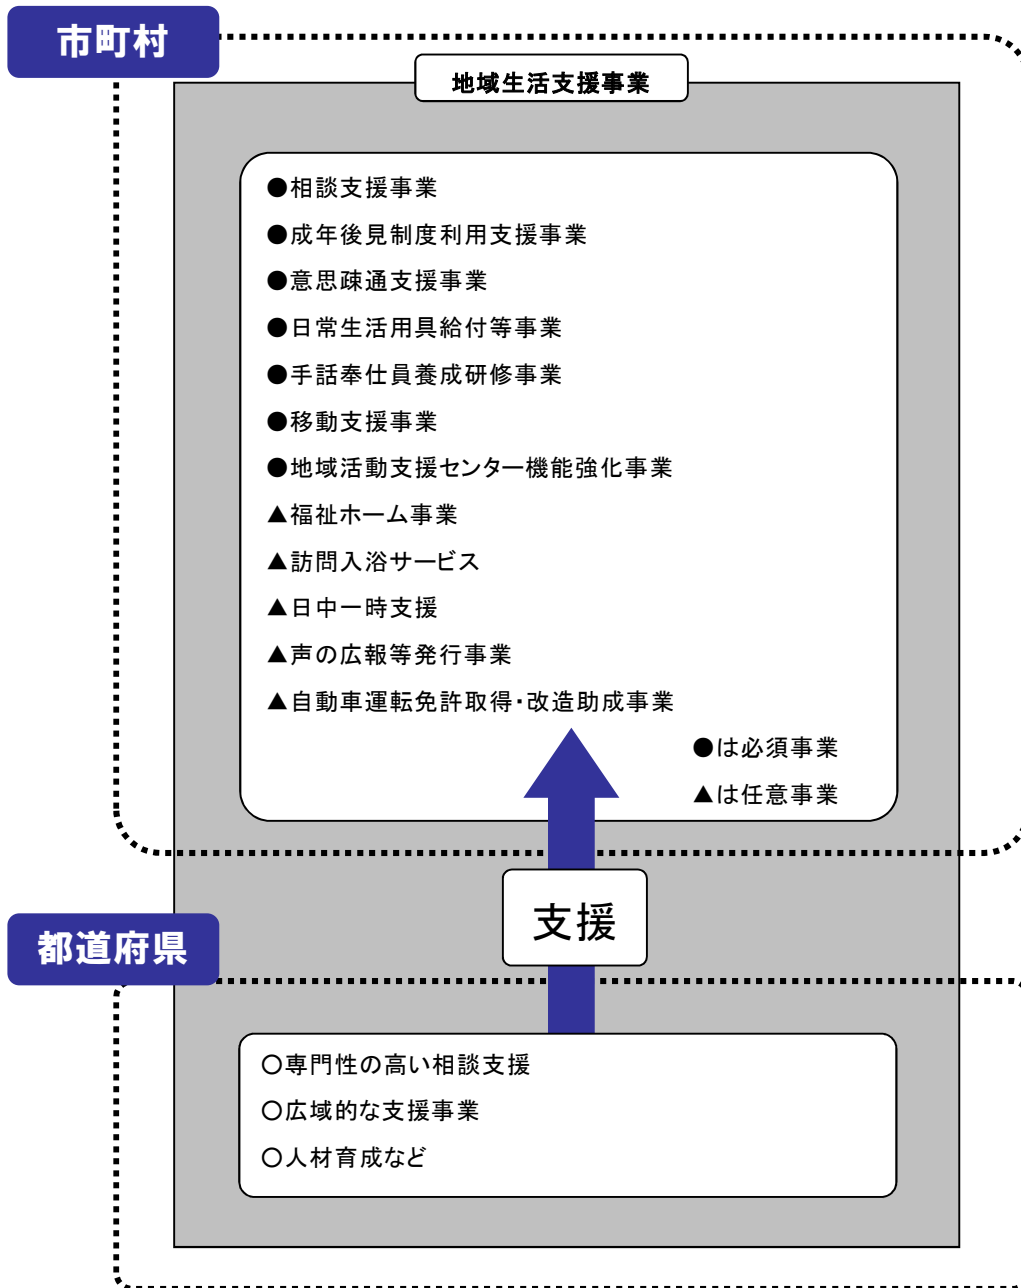 市町村
地域生活支援事業
●相談支援事業
●成年後見制度利用支援事業
●意思疎通支援事業
●日常生活用具給付等事業
●手話奉仕員養成研修事業
●移動支援事業
●地域活動支援センター機能強化事業
▲福祉ホーム事業
▲訪問入浴サービス
▲日中一時支援
▲声の広報等発行事業
▲自動車運転免許取得・改造助成事業
●は必須事業
▲は任意事業
支援
都道府県
○専門性の高い相談支援
○広域的な支援事業
○人材育成など